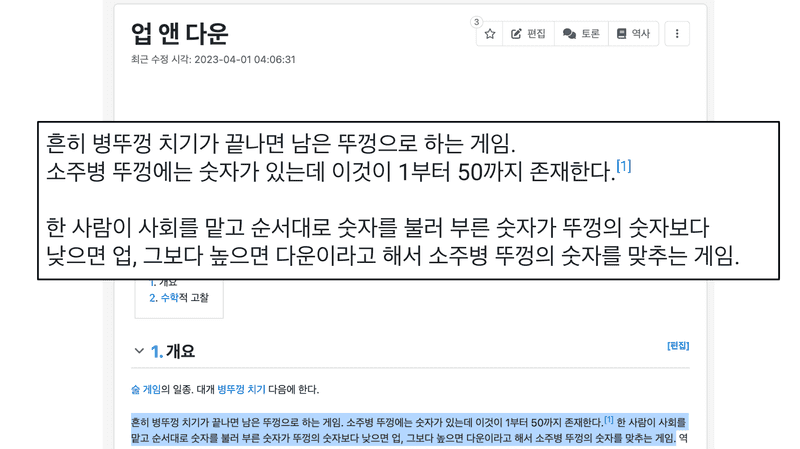 업 앤 다운
3
편집
토론
역사
최근 수정 시각: 2023-04-01 04:06:31
흔히 병뚜껑 치기가 끝나면 남은 뚜껑으로 하는 게임.
소주병 뚜껑에는 숫자가 있는데 이것이 1부터 50까지 존재한다.[1]
한 사람이 사회를 맡고 순서대로 숫자를 불러 부른 숫자가 뚜껑의 숫자보다
낮으면 업, 그보다 높으면 다운이라고 해서 소주병 뚜껑의 숫자를 맞추는 게임.
1. 개요
2. 수학적 고찰
1. 개요
[편집]
술 게임의 일종. 대개 병뚜껑 치기 다음에 한다.
흔히 병뚜껑 치기가 끝나면 남은 뚜껑으로 하는 게임. 소주병 뚜껑에는 숫자가 있는데 이것이 1부터 50까지 존재한다.[1] 한 사람이 사회를
맡고 순서대로 숫자를 불러 부른 숫자가 뚜껑의 숫자보다 낮으면 업, 그보다 높으면 다운이라고 해서 소주병 뚜껑의 숫자를 맞추는 게임. 역